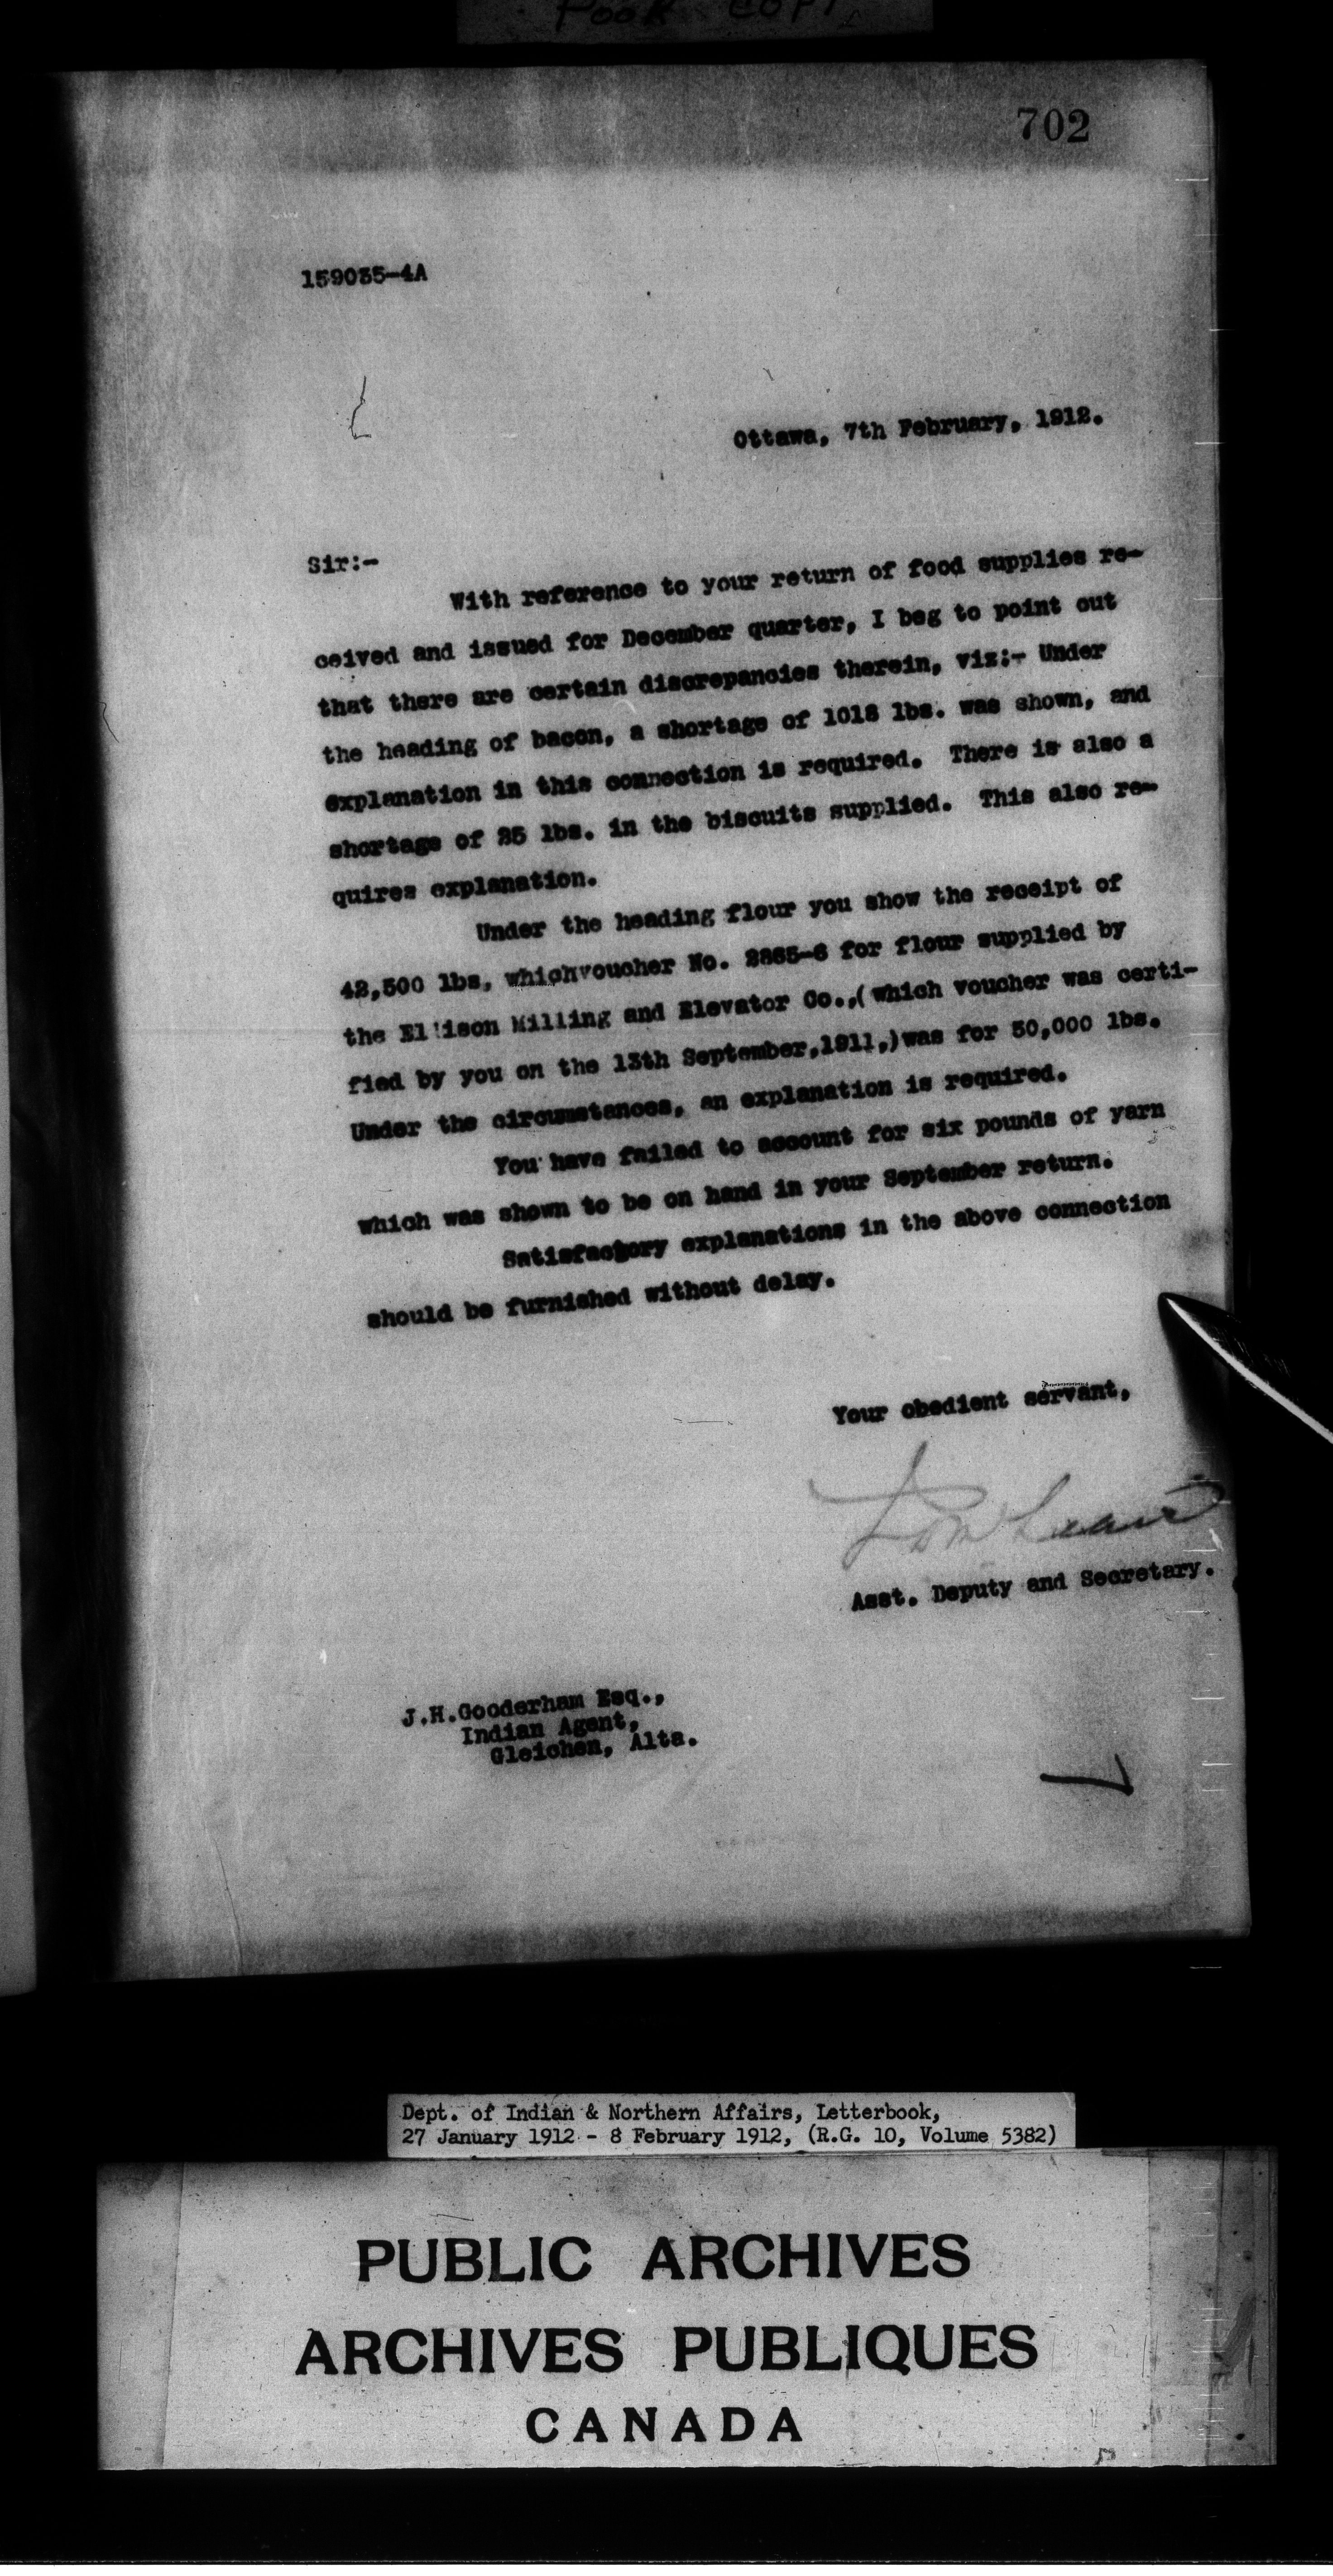 POOR COPY
702
159035-4A
Ottawa, 7th February, 1912.
Sir:-
With reference to your return of food supplies re-
ceived and issued for December quarter, I beg to point out
that there are certain discrepancies therein, viz:- Under
the heading of bacon, a shortage of 1018 lbs. was shown, and
explanation in this connection is required. There is also a
shortage of 25 lbs. in the biscuits supplied. This also re-
quires explanation.
Under the heading flour you show the receipt of
42,500 lbs, whichvoucher No. 2865-6 for flour supplied by
the Ellison Milling and Elevator Co.,(which voucher was certi-
fied by you on the 13th September,1911,)was for 50,000 lbs.
Under the circumstances, an explanation is required.
You have failed to account for six pounds of yarn
which was shown to be on hand in your September return.
Satisfactory explanations in the above connection
should be furnished without delay.
Your obedient servant,
Asst. Deputy and Secretary.
J.H.Gooderham Esq.,
Indian Agent,
Gleichen, Alta.
Dept. of Indian & Northern Affairs, Letterbook,
27 January 1912 - 8 February 1912, (R.G. 10, Volume 5382)
PUBLIC ARCHIVES
ARCHIVES PUBLIQUES
CANADA